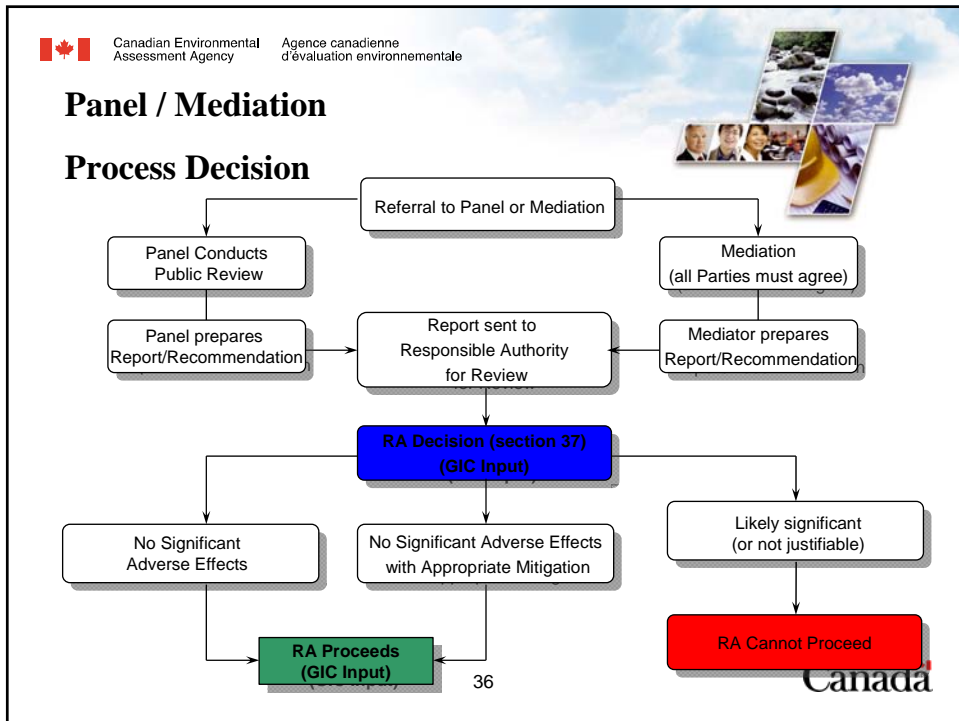 Canadian Environmental
Assessment Agency
Agence canadienne
d'évaluation environnementale
Panel / Mediation
Process Decision
Referral to Panel or Mediation
Panel Conducts
Public Review
Mediation
(all Parties must agree)
Panel prepares
Report/Recommendation
Report sent to
Responsible Authority
for Review
Mediator prepares
Report/Recommendation
RA Decision (section 37)
(GIC Input)
No Significant
Adverse Effects
No Significant Adverse Effects
with Appropriate Mitigation
Likely significant
(or not justifiable)
RA Proceeds
(GIC Input)
RA Cannot Proceed
36
Canada